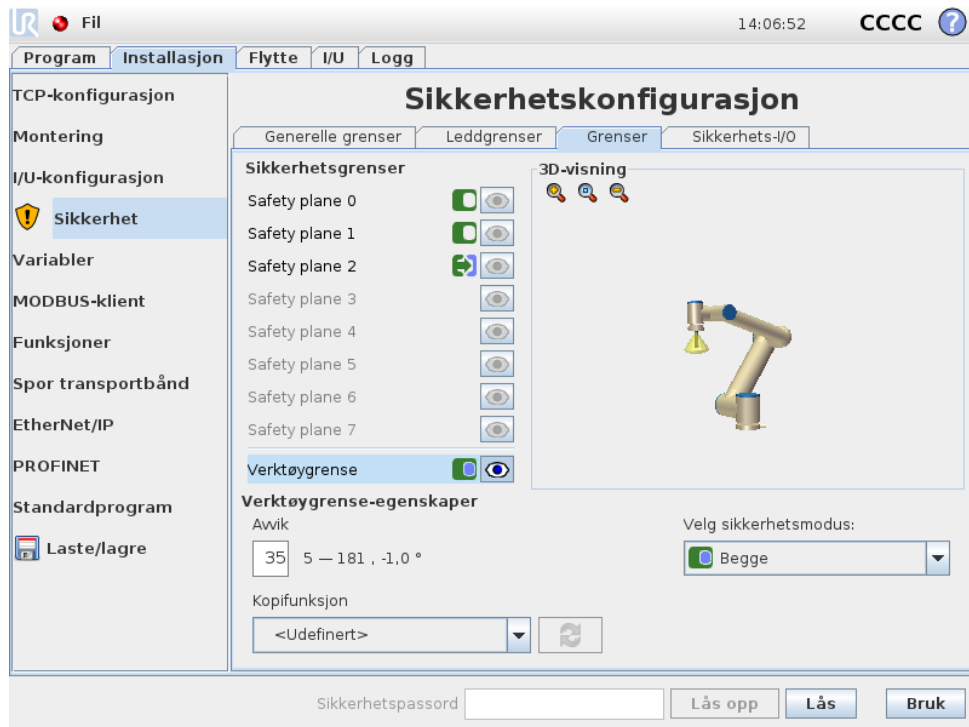 UR Fil 14:06:52 CCCC ?
Program Installasjon Flytte I/U Logg
TCP-konfigurasjon
Montering
I/U-konfigurasjon
Sikkerhet
Variabler
MODBUS-klient
Funksjoner
Spor transportbånd
EtherNet/IP
PROFINET
Standardprogram
Laste/lagre
Sikkerhetskonfigurasjon
Generelle grenser Leddgrenser Grenser Sikkerhets-I/O
Sikkerhetsgrenser
Safety plane 0
Safety plane 1
Safety plane 2
Safety plane 3
Safety plane 4
Safety plane 5
Safety plane 6
Safety plane 7
Verktøygrense
3D-visning
Verktøygrense-egenskaper
Avvik
35 5 — 181 , -1,0 °
Velg sikkerhetsmodus:
Begge
Kopifunksjon
<Udefinert>
Sikkerhetspassord Lås opp Lås Bruk